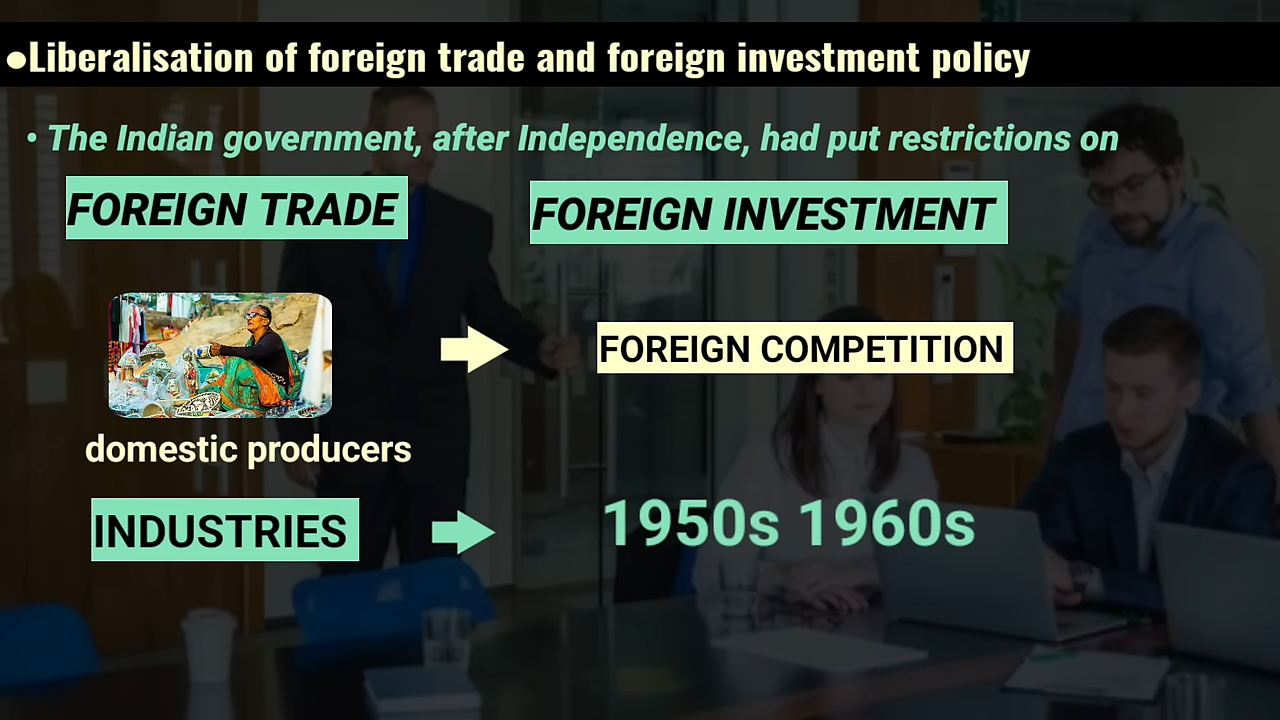 ●Liberalisation of foreign trade and foreign investment policy
• The Indian government, after Independence, had put restrictions on
FOREIGN TRADE
FOREIGN INVESTMENT
FOREIGN COMPETITION
domestic producers
INDUSTRIES
1950s 1960s